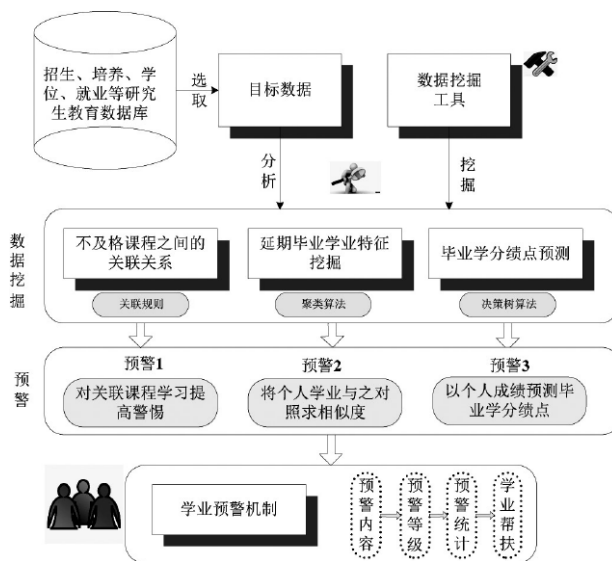 招生、培养、学
位、就业等研究
生教育数据库
选
取
目标数据
数据挖掘
工具
分
析
挖
掘
数
据
挖
掘
不及格课程之间的
关联关系
延期毕业学业特征
挖掘
毕业学分绩点预测
关联规则
聚类算法
决策树算法
预
警
预警1
预警2
预警3
对关联课程学习提
高警惕
将个人学业与之对
照求相似度
以个人成绩预测毕
业学分绩点
学业预警机制
预
警
内
容
预
警
等
级
预
警
统
计
学
业
帮
扶